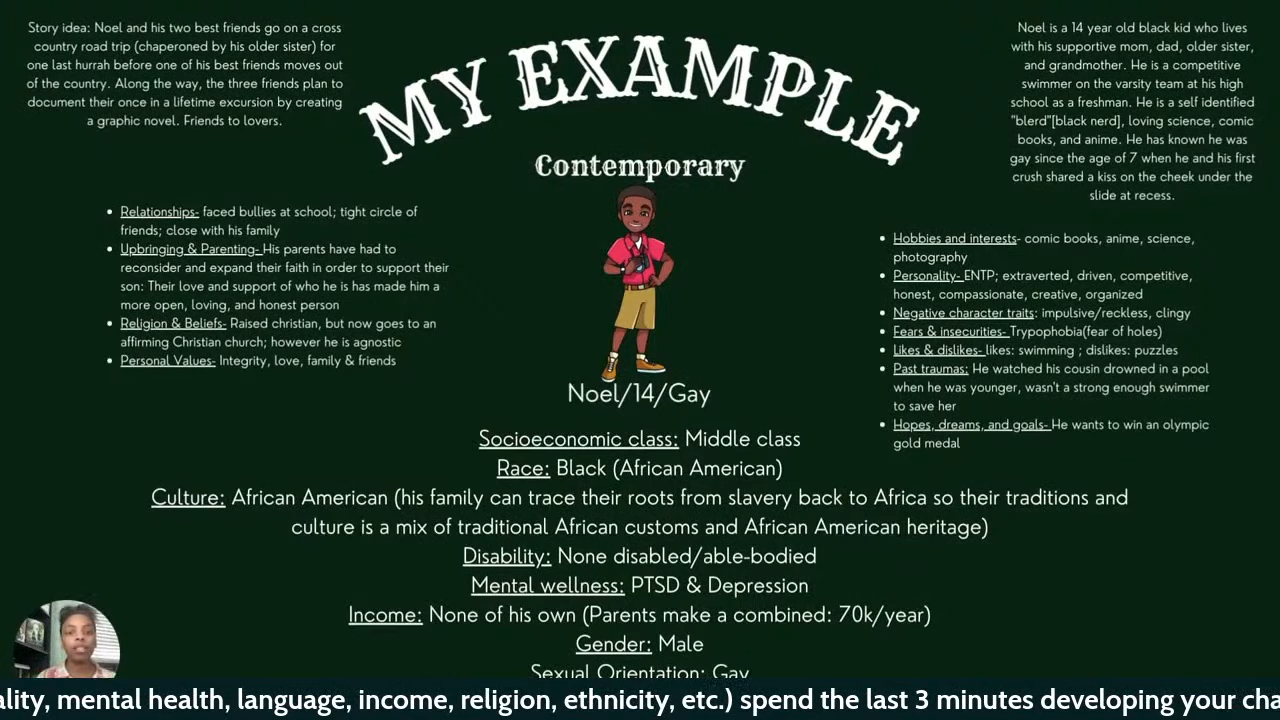 Story idea: Noel and his two best friends go on a cross
country road trip (chaperoned by his older sister) for
one last hurrah before one of his best friends moves out
of the country. Along the way, the three friends plan to
document their once in a lifetime excursion by creating
a graphic novel. Friends to lovers.
MY EXAMPLE
Contemporary
Noel is a 14 year old black kid who lives
with his supportive mom, dad, older sister,
and grandmother. He is a competitive
swimmer on the varsity team at his high
school as a freshman. He is a self identified
"blerd"[black nerd], loving science, comic
books, and anime. He has known he was
gay since the age of 7 when he and his first
crush shared a kiss on the cheek under the
slide at recess.
Relationships- faced bullies at school; tight circle of
friends; close with his family
Upbringing & Parenting- His parents have had to
reconsider and expand their faith in order to support their
son: Their love and support of who he is has made him a
more open, loving, and honest person
Religion & Beliefs- Raised christian, but now goes to an
affirming Christian church; however he is agnostic
Personal Values- Integrity, love, family & friends
Hobbies and interests- comic books, anime, science,
photography
Personality- ENTP; extraverted, driven, competitive,
honest, compassionate, creative, organized
Negative character traits: impulsive/reckless, clingy
Fears & insecurities- Trypophobia(fear of holes)
Likes & dislikes- likes: swimming ; dislikes: puzzles
Past traumas: He watched his cousin drowned in a pool
when he was younger, wasn't a strong enough swimmer
to save her
Hopes, dreams, and goals- He wants to win an olympic
gold medal
Noel/14/Gay
Socioeconomic class: Middle class
Race: Black (African American)
Culture: African American (his family can trace their roots from slavery back to Africa so their traditions and
culture is a mix of traditional African customs and African American heritage)
Disability: None disabled/able-bodied
Mental wellness: PTSD & Depression
Income: None of his own (Parents make a combined: 70k/year)
Gender: Male
Sexual Orientation: Gay
ality, mental health, language, income, religion, ethnicity, etc.) spend the last 3 minutes developing your cha